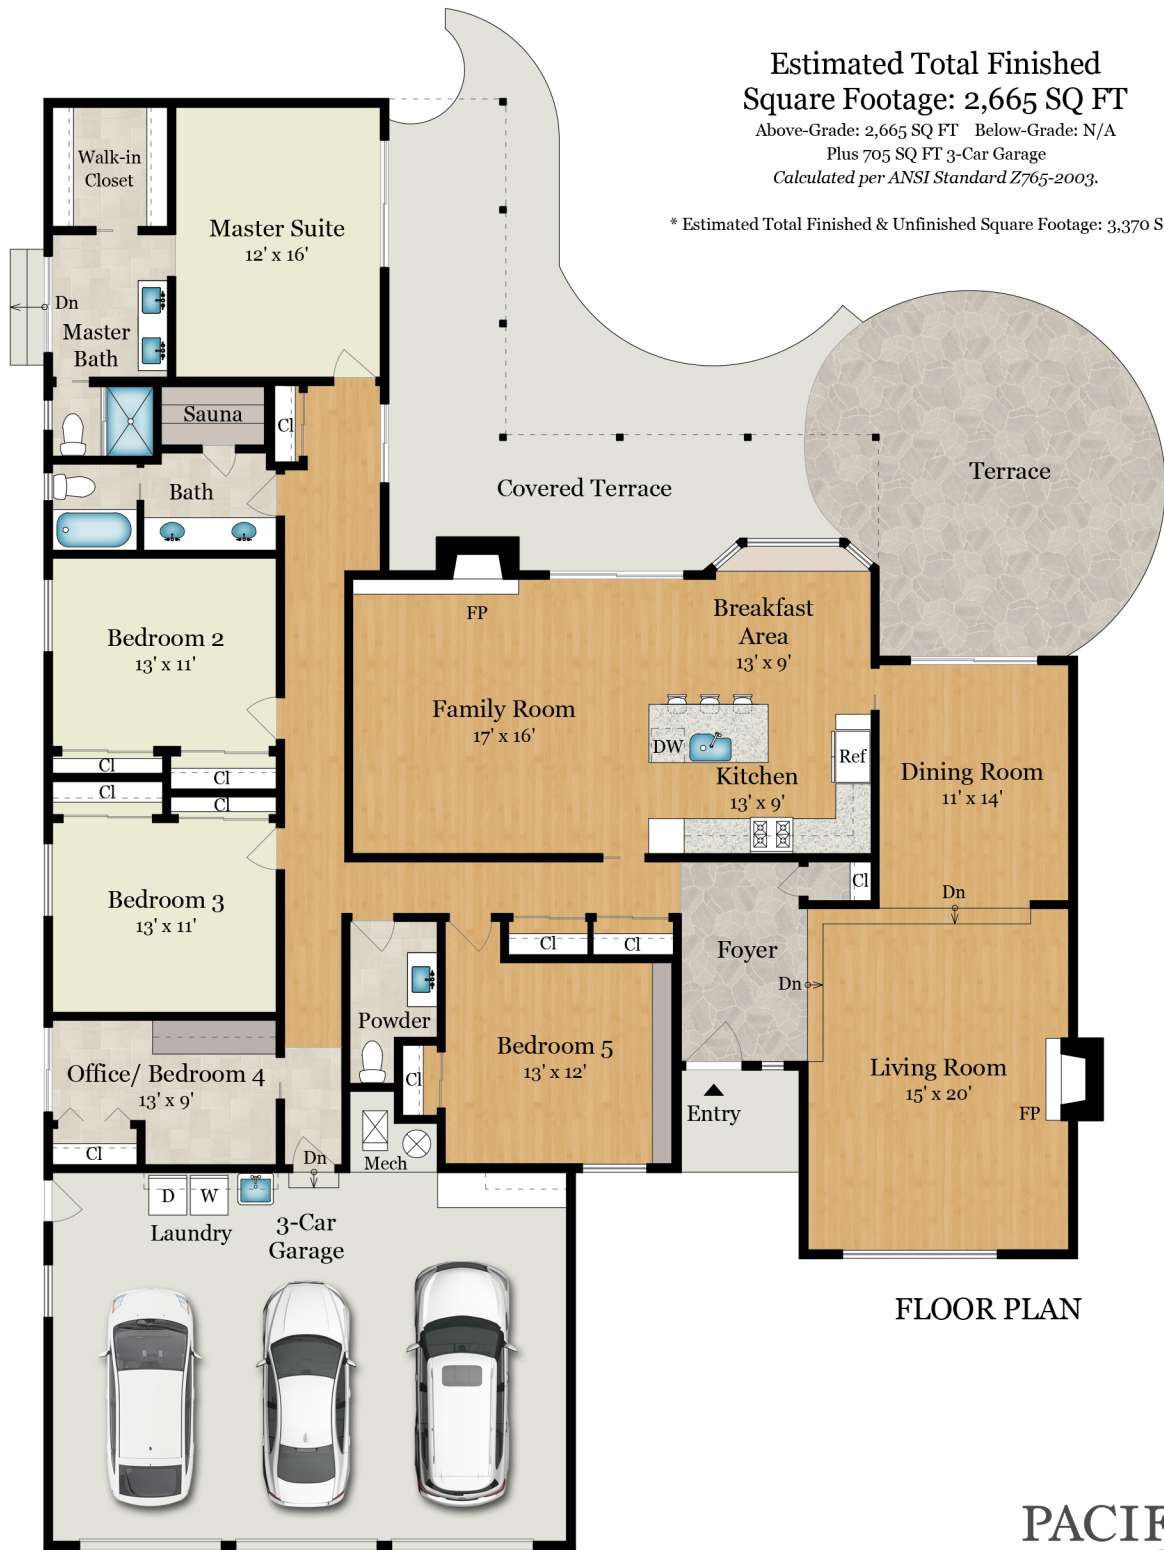 Estimated Total Finished
Square Footage: 2,665 SQ FT
Above-Grade: 2,665 SQ FT Below-Grade: N/A
Plus 705 SQ FT 3-Car Garage
Calculated per ANSI Standard Z765-2003.
* Estimated Total Finished & Unfinished Square Footage: 3,370 S
Walk-in
Closet
Master Suite
12' x 16'
Dn
Master
Bath
Sauna
Cl
Bath
Covered Terrace
Terrace
FP
Breakfast
Area
13' x 9'
Bedroom 2
13' x 11'
Family Room
17' x 16'
DW
Ref
Kitchen
13' x 9'
Dining Room
11' x 14'
Cl
Cl
Cl
Cl
Bedroom 3
13' x 11'
Cl
Dn
Cl
Cl
Foyer
Dn
Powder
Bedroom 5
13' x 12'
Cl
Office/ Bedroom 4
13' x 9'
Living Room
15' x 20'
FP
Entry
Cl
Dn
Mech
D
W
Laundry
3-Car
Garage
FLOOR PLAN
PACIF